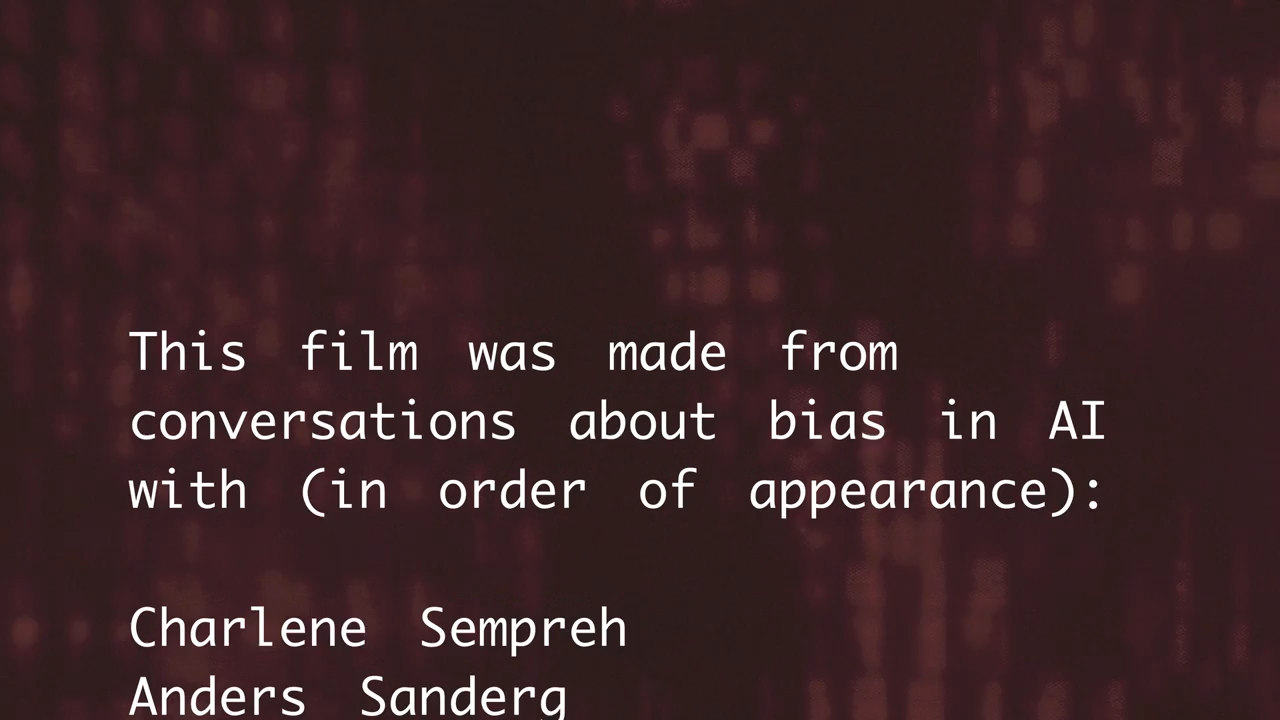 This film was made from
conversations about bias in AI
with (in order of appearance):
Charlene Sempreh
Anders Sanderg